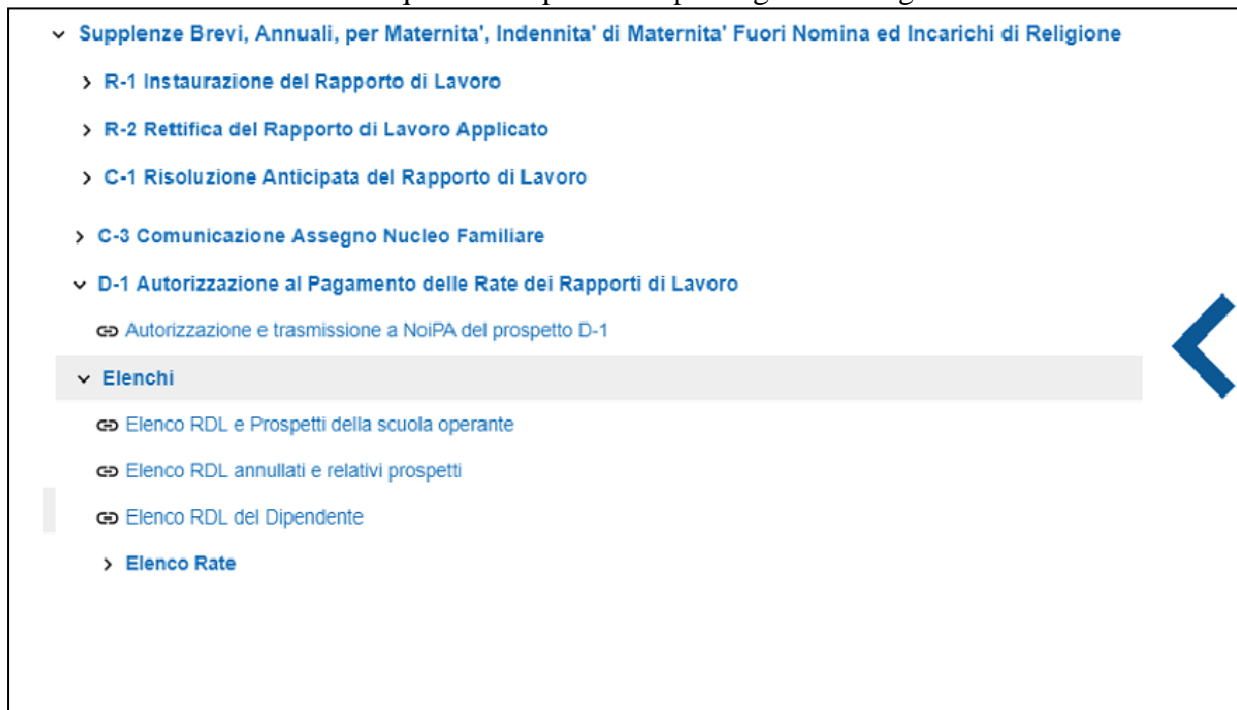 Supplenze Brevi, Annuali, per Maternita', Indennita' di Maternita' Fuori Nomina ed Incarichi di Religione
R-1 Instaurazione del Rapporto di Lavoro
R-2 Rettifica del Rapporto di Lavoro Applicato
C-1 Risoluzione Anticipata del Rapporto di Lavoro
C-3 Comunicazione Assegno Nucleo Familiare
D-1 Autorizzazione al Pagamento delle Rate dei Rapporti di Lavoro
Autorizzazione e trasmissione a NoiPA del prospetto D-1
Elenchi
Elenco RDL e Prospetti della scuola operante
Elenco RDL annullati e relativi prospetti
Elenco RDL del Dipendente
Elenco Rate